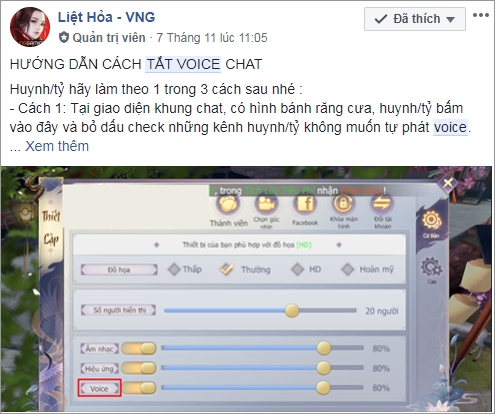 Liệt Hỏa - VNG
Đã thích
Quản trị viên · 7 Tháng 11 lúc 11:05
HƯỚNG DẪN CÁCH TẮT VOICE CHAT
Huynh/tỷ hãy làm theo 1 trong 3 cách sau nhé :
- Cách 1: Tại giao diện khung chat, có hình bánh răng cưa, huynh/tỷ bấm
vào đây và bỏ dấu check những kênh huynh/tỷ không muốn tự phát voice.
... Xem thêm
, trong nhận
Thiết Lập
Thành viên Chọn góc nhìn Facebook Khóa màn hình Đổi tài khoản
Cơ Bản
Thiết bị của bạn phù hợp với đồ họa [HD]
Đồ họa Thấp Thường HD Hoàn mỹ
Số người hiển thị 20 người
Âm nhạc 80%
Hiệu ứng 80%
Voice 80%